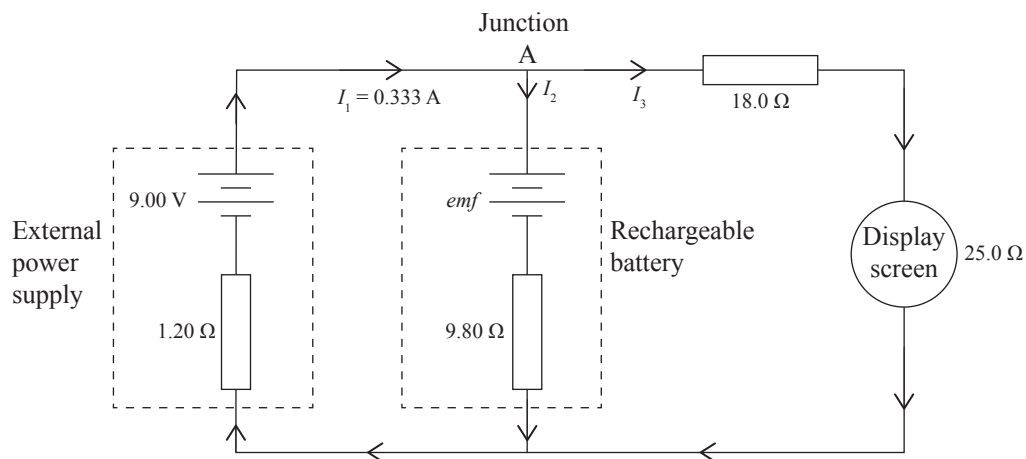 Junction
A
I₁ = 0.333 A
I₂
I₃
18.0 Ω
9.00 V
emf
External
power
supply
Rechargeable
battery
Display
screen
25.0 Ω
1.20 Ω
9.80 Ω